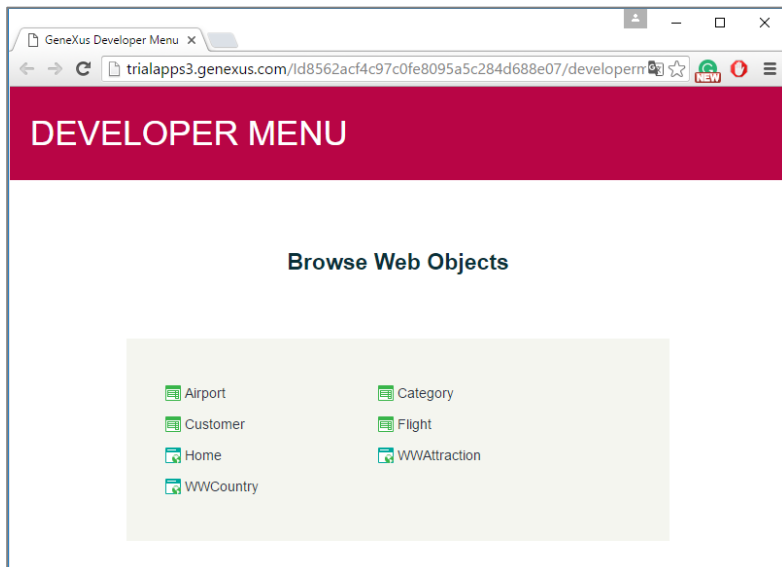 GeneXus Developer Menu
trialapps3.genexus.com/Id8562acf4c97c0fe8095a5c284d688e07/developerm
NEW
DEVELOPER MENU
Browse Web Objects
Airport Category
Customer Flight
Home WWAttraction
WWCountry